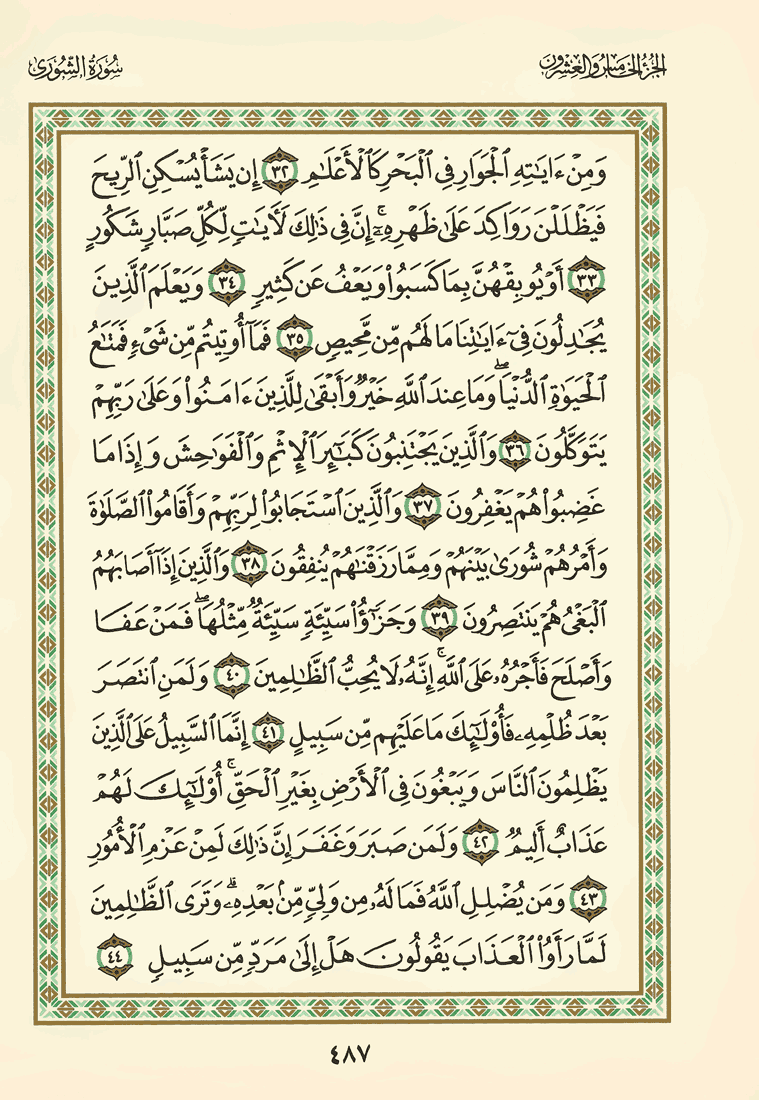 الجزء الخامس والعشرون
سورة الشورى
وَمِنْ ءَايَٰتِهِ ٱلْجَوَارِ فِى ٱلْبَحْرِ كَٱلْأَعْلَٰمِ ٣٢ إِن يَشَأْ يُسْكِنِ ٱلرِّيحَ
فَيَظْلَلْنَ رَوَاكِدَ عَلَىٰ ظَهْرِهِۦٓ ۚ إِنَّ فِى ذَٰلِكَ لَءَايَٰتٍ لِّكُلِّ صَبَّارٍ شَكُورٍ
٣٣ أَوْ يُوبِقْهُنَّ بِمَا كَسَبُوا۟ وَيَعْفُ عَن كَثِيرٍ ٣٤ وَيَعْلَمَ ٱلَّذِينَ
يُجَٰدِلُونَ فِىٓ ءَايَٰتِنَا مَا لَهُم مِّن مَّحِيصٍ ٣٥ فَمَآ أُوتِيتُم مِّن شَىْءٍ فَمَتَٰعُ
ٱلْحَيَوٰةِ ٱلدُّنْيَا ۖ وَمَا عِندَ ٱللَّهِ خَيْرٌ وَأَبْقَىٰ لِلَّذِينَ ءَامَنُوا۟ وَعَلَىٰ رَبِّهِمْ
يَتَوَكَّلُونَ ٣٦ وَٱلَّذِينَ يَجْتَنِبُونَ كَبَٰٓئِرَ ٱلْإِثْمِ وَٱلْفَوَٰحِشَ وَإِذَا مَا
غَضِبُوا۟ هُمْ يَغْفِرُونَ ٣٧ وَٱلَّذِينَ ٱسْتَجَابُوا۟ لِرَبِّهِمْ وَأَقَامُوا۟ ٱلصَّلَوٰةَ
وَأَمْرُهُمْ شُورَىٰ بَيْنَهُمْ وَمِمَّا رَزَقْنَٰهُمْ يُنفِقُونَ ٣٨ وَٱلَّذِينَ إِذَآ أَصَابَهُمُ
ٱلْبَغْىُ هُمْ يَنتَصِرُونَ ٣٩ وَجَزَٰٓؤُا۟ سَيِّئَةٍ سَيِّئَةٌ مِّثْلُهَا ۖ فَمَنْ عَفَا
وَأَصْلَحَ فَأَجْرُهُۥ عَلَى ٱللَّهِ ۚ إِنَّهُۥ لَا يُحِبُّ ٱلظَّٰلِمِينَ ٤٠ وَلَمَنِ ٱنتَصَرَ
بَعْدَ ظُلْمِهِۦ فَأُو۟لَٰٓئِكَ مَا عَلَيْهِم مِّن سَبِيلٍ ٤١ إِنَّمَا ٱلسَّبِيلُ عَلَى ٱلَّذِينَ
يَظْلِمُونَ ٱلنَّاسَ وَيَبْغُونَ فِى ٱلْأَرْضِ بِغَيْرِ ٱلْحَقِّ ۚ أُو۟لَٰٓئِكَ لَهُمْ
عَذَابٌ أَلِيمٌ ٤٢ وَلَمَن صَبَرَ وَغَفَرَ إِنَّ ذَٰلِكَ لَمِنْ عَزْمِ ٱلْأُمُورِ
٤٣ وَمَن يُضْلِلِ ٱللَّهُ فَمَا لَهُۥ مِن وَلِىٍّ مِّنۢ بَعْدِهِۦ ۗ وَتَرَى ٱلظَّٰلِمِينَ
لَمَّا رَأَوُا۟ ٱلْعَذَابَ يَقُولُونَ هَلْ إِلَىٰ مَرَدٍّ مِّن سَبِيلٍ ٤٤
٤٨٧